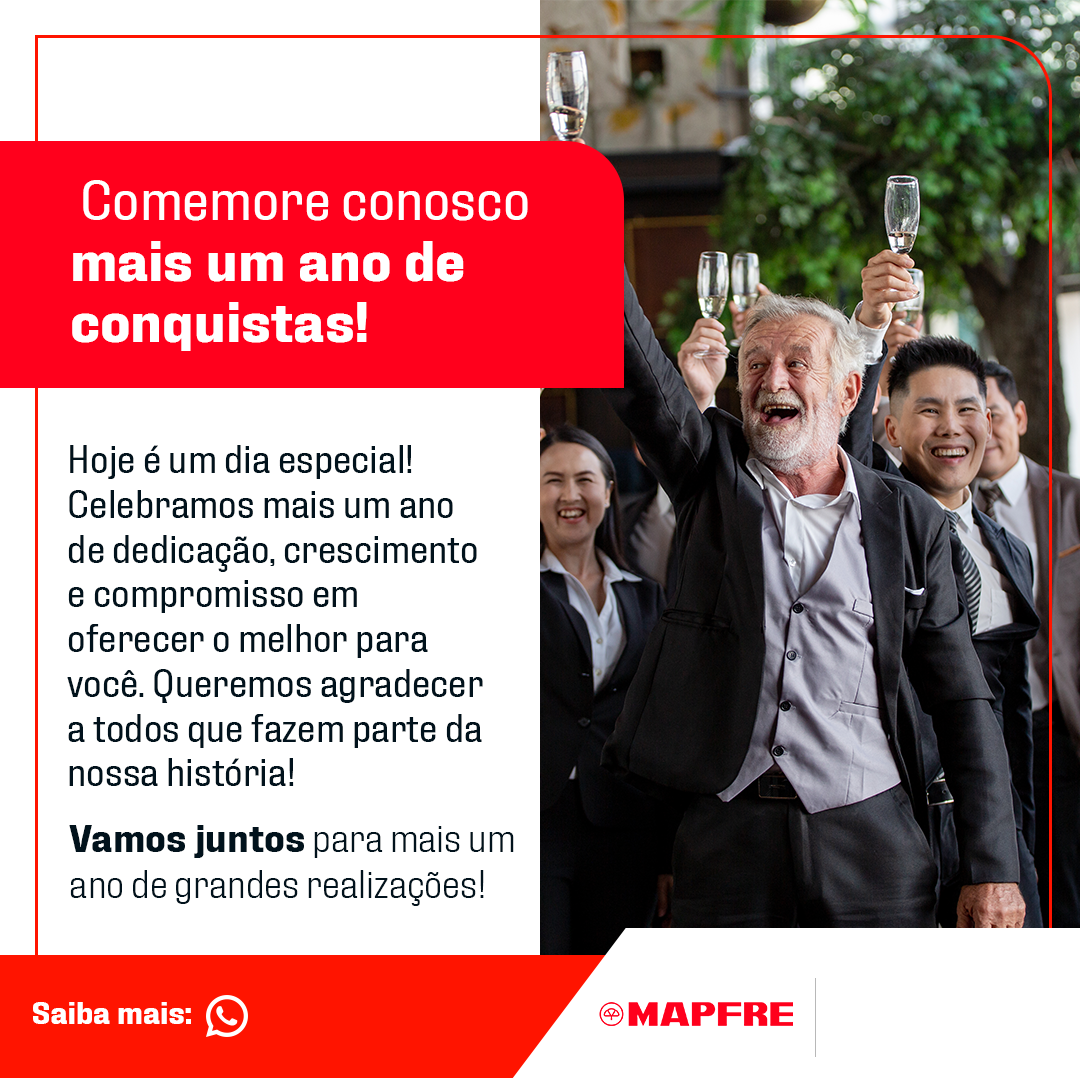 Comemore conosco
mais um ano de
conquistas!
Hoje é um dia especial!
Celebramos mais um ano
de dedicação, crescimento
e compromisso em
oferecer o melhor para
você. Queremos agradecer
a todos que fazem parte da
nossa história!
Vamos juntos para mais um
ano de grandes realizações!
Saiba mais:
MAPFRE